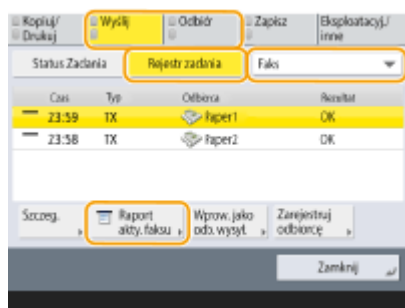 Kopiuj/ Wyślij Odbiór Zapisz Eksploatacyj./
Drukuj inne
Status Zadania Rejestr zadania Faks
Czas Typ Odbiorca Rezultat
23:59 TX Paper1 OK
23:58 TX Paper2 OK
Szczeg. Raport Wprow. jako Zarejestruj
akty. faksu odb. wysył. odbiorcę
Zamknij